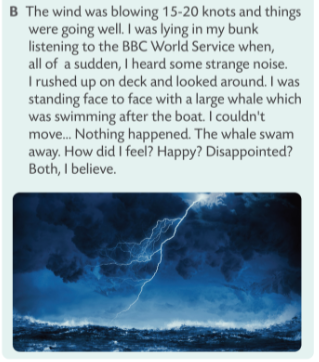 B The wind was blowing 15-20 knots and things
were going well. I was lying in my bunk
listening to the BBC World Service when,
all of a sudden, I heard some strange noise.
I rushed up on deck and looked around. I was
standing face to face with a large whale which
was swimming after the boat. I couldn't
move... Nothing happened. The whale swam
away. How did I feel? Happy? Disappointed?
Both, I believe.